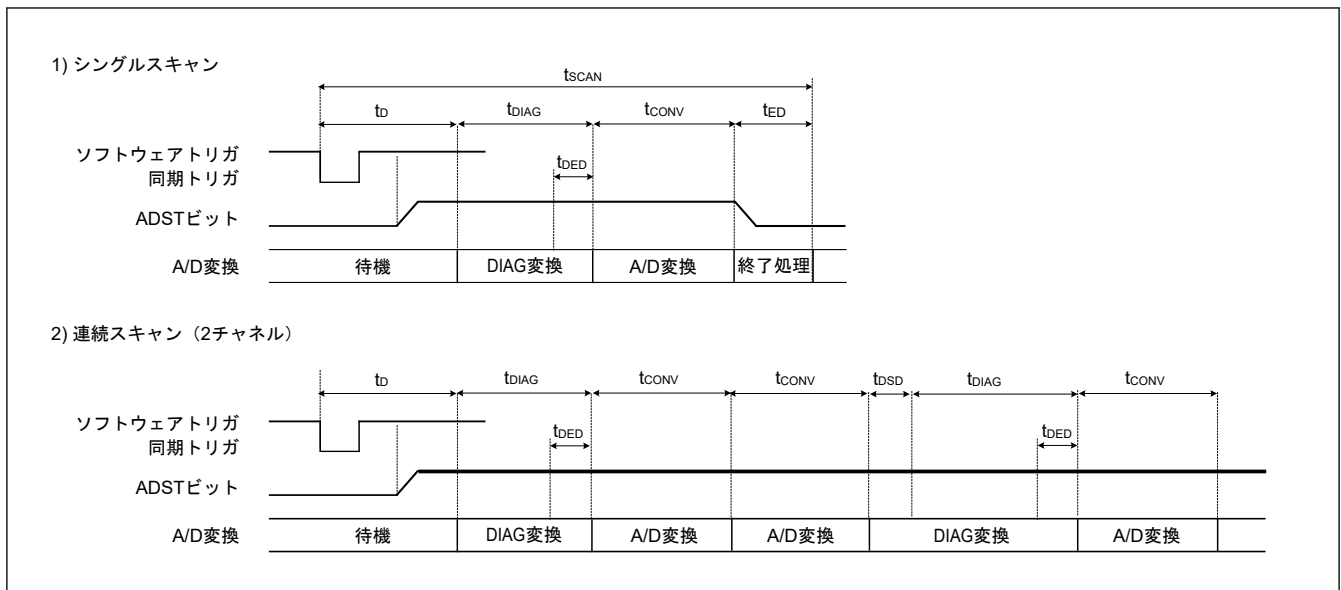 1) シングルスキャン
tSCAN
tD tDIAG tCONV tED
ソフトウェアトリガ
同期トリガ
tDED
ADSTビット
A/D変換 待機 DIAG変換 A/D変換 終了処理
2) 連続スキャン（2チャネル）
tD tDIAG tCONV tCONV tDSD tDIAG tCONV
ソフトウェアトリガ
同期トリガ
tDED tDED
ADSTビット
A/D変換 待機 DIAG変換 A/D変換 A/D変換 DIAG変換 A/D変換